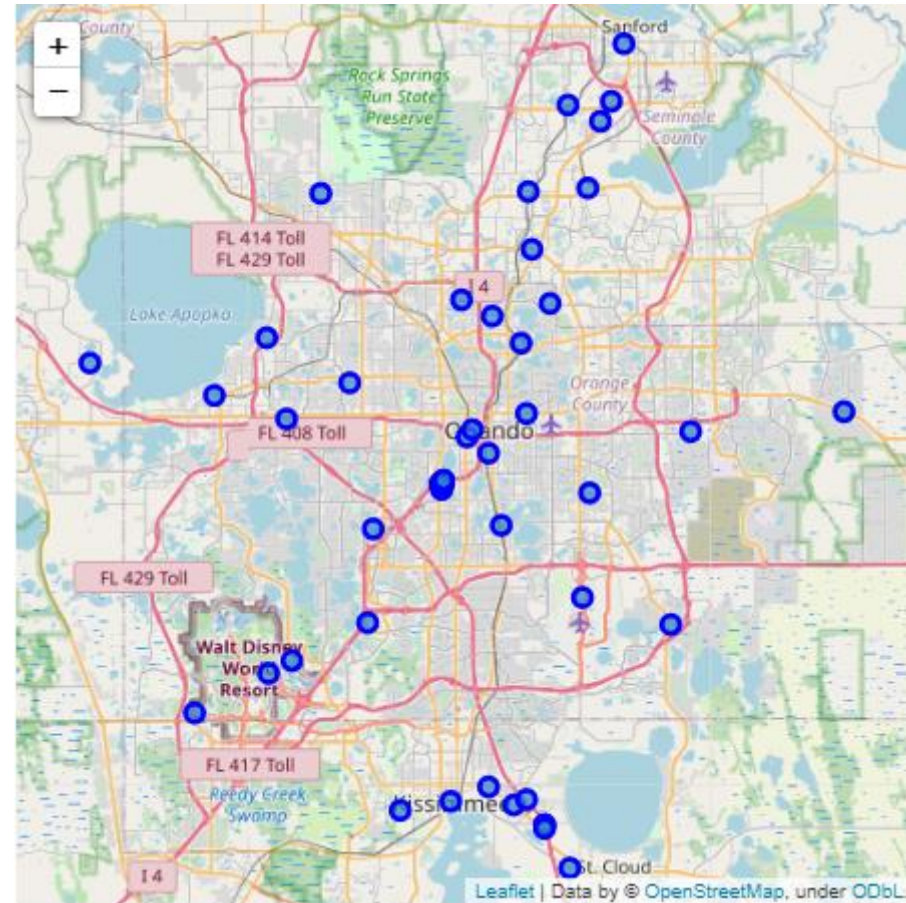 +
−
County
Sanford
Rock Springs
Run State
Preserve
Seminole
County
FL 414 Toll
FL 429 Toll
I 4
Lake Apopka
Orange
County
FL 408 Toll
Orlando
FL 429 Toll
Walt Disney
World
Resort
FL 417 Toll
Reedy Creek
Swamp
Kissimmee
St. Cloud
I 4
Leaflet | Data by © OpenStreetMap, under ODbL.